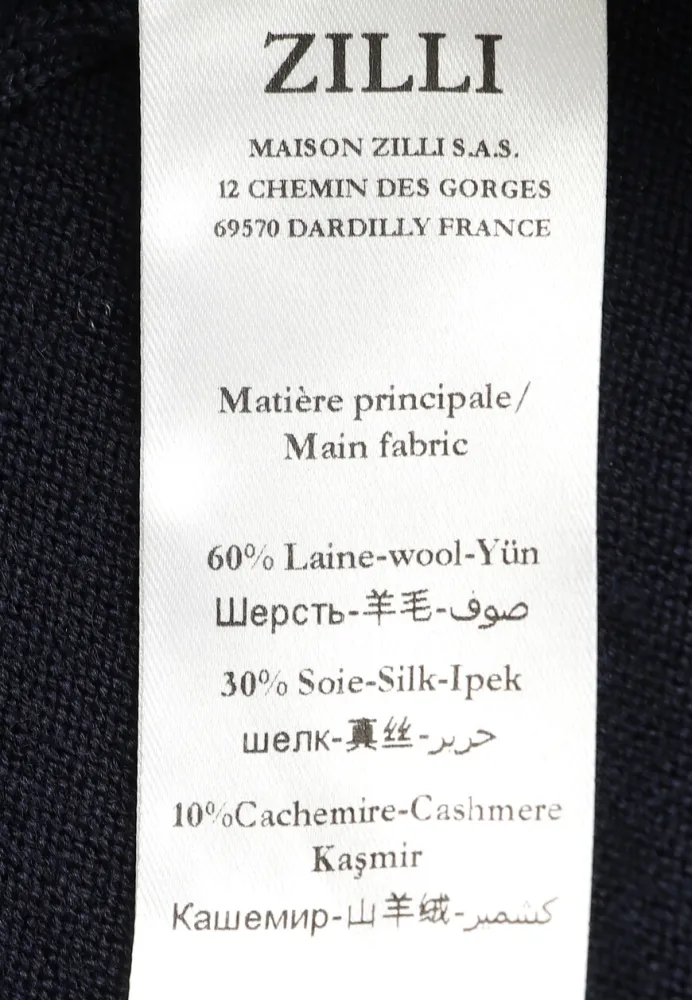 ZILLI
MAISON ZILLI S.A.S.
12 CHEMIN DES GORGES
69570 DARDILLY FRANCE
Matière principale/
Main fabric
60% Laine-wool-Yün
Шерсть-羊毛-صوف
30% Soie-Silk-Ipek
шелк-真丝-حرير
10%Cachemire-Cashmere
Kaşmir
Кашемир-山羊绒-كشمير